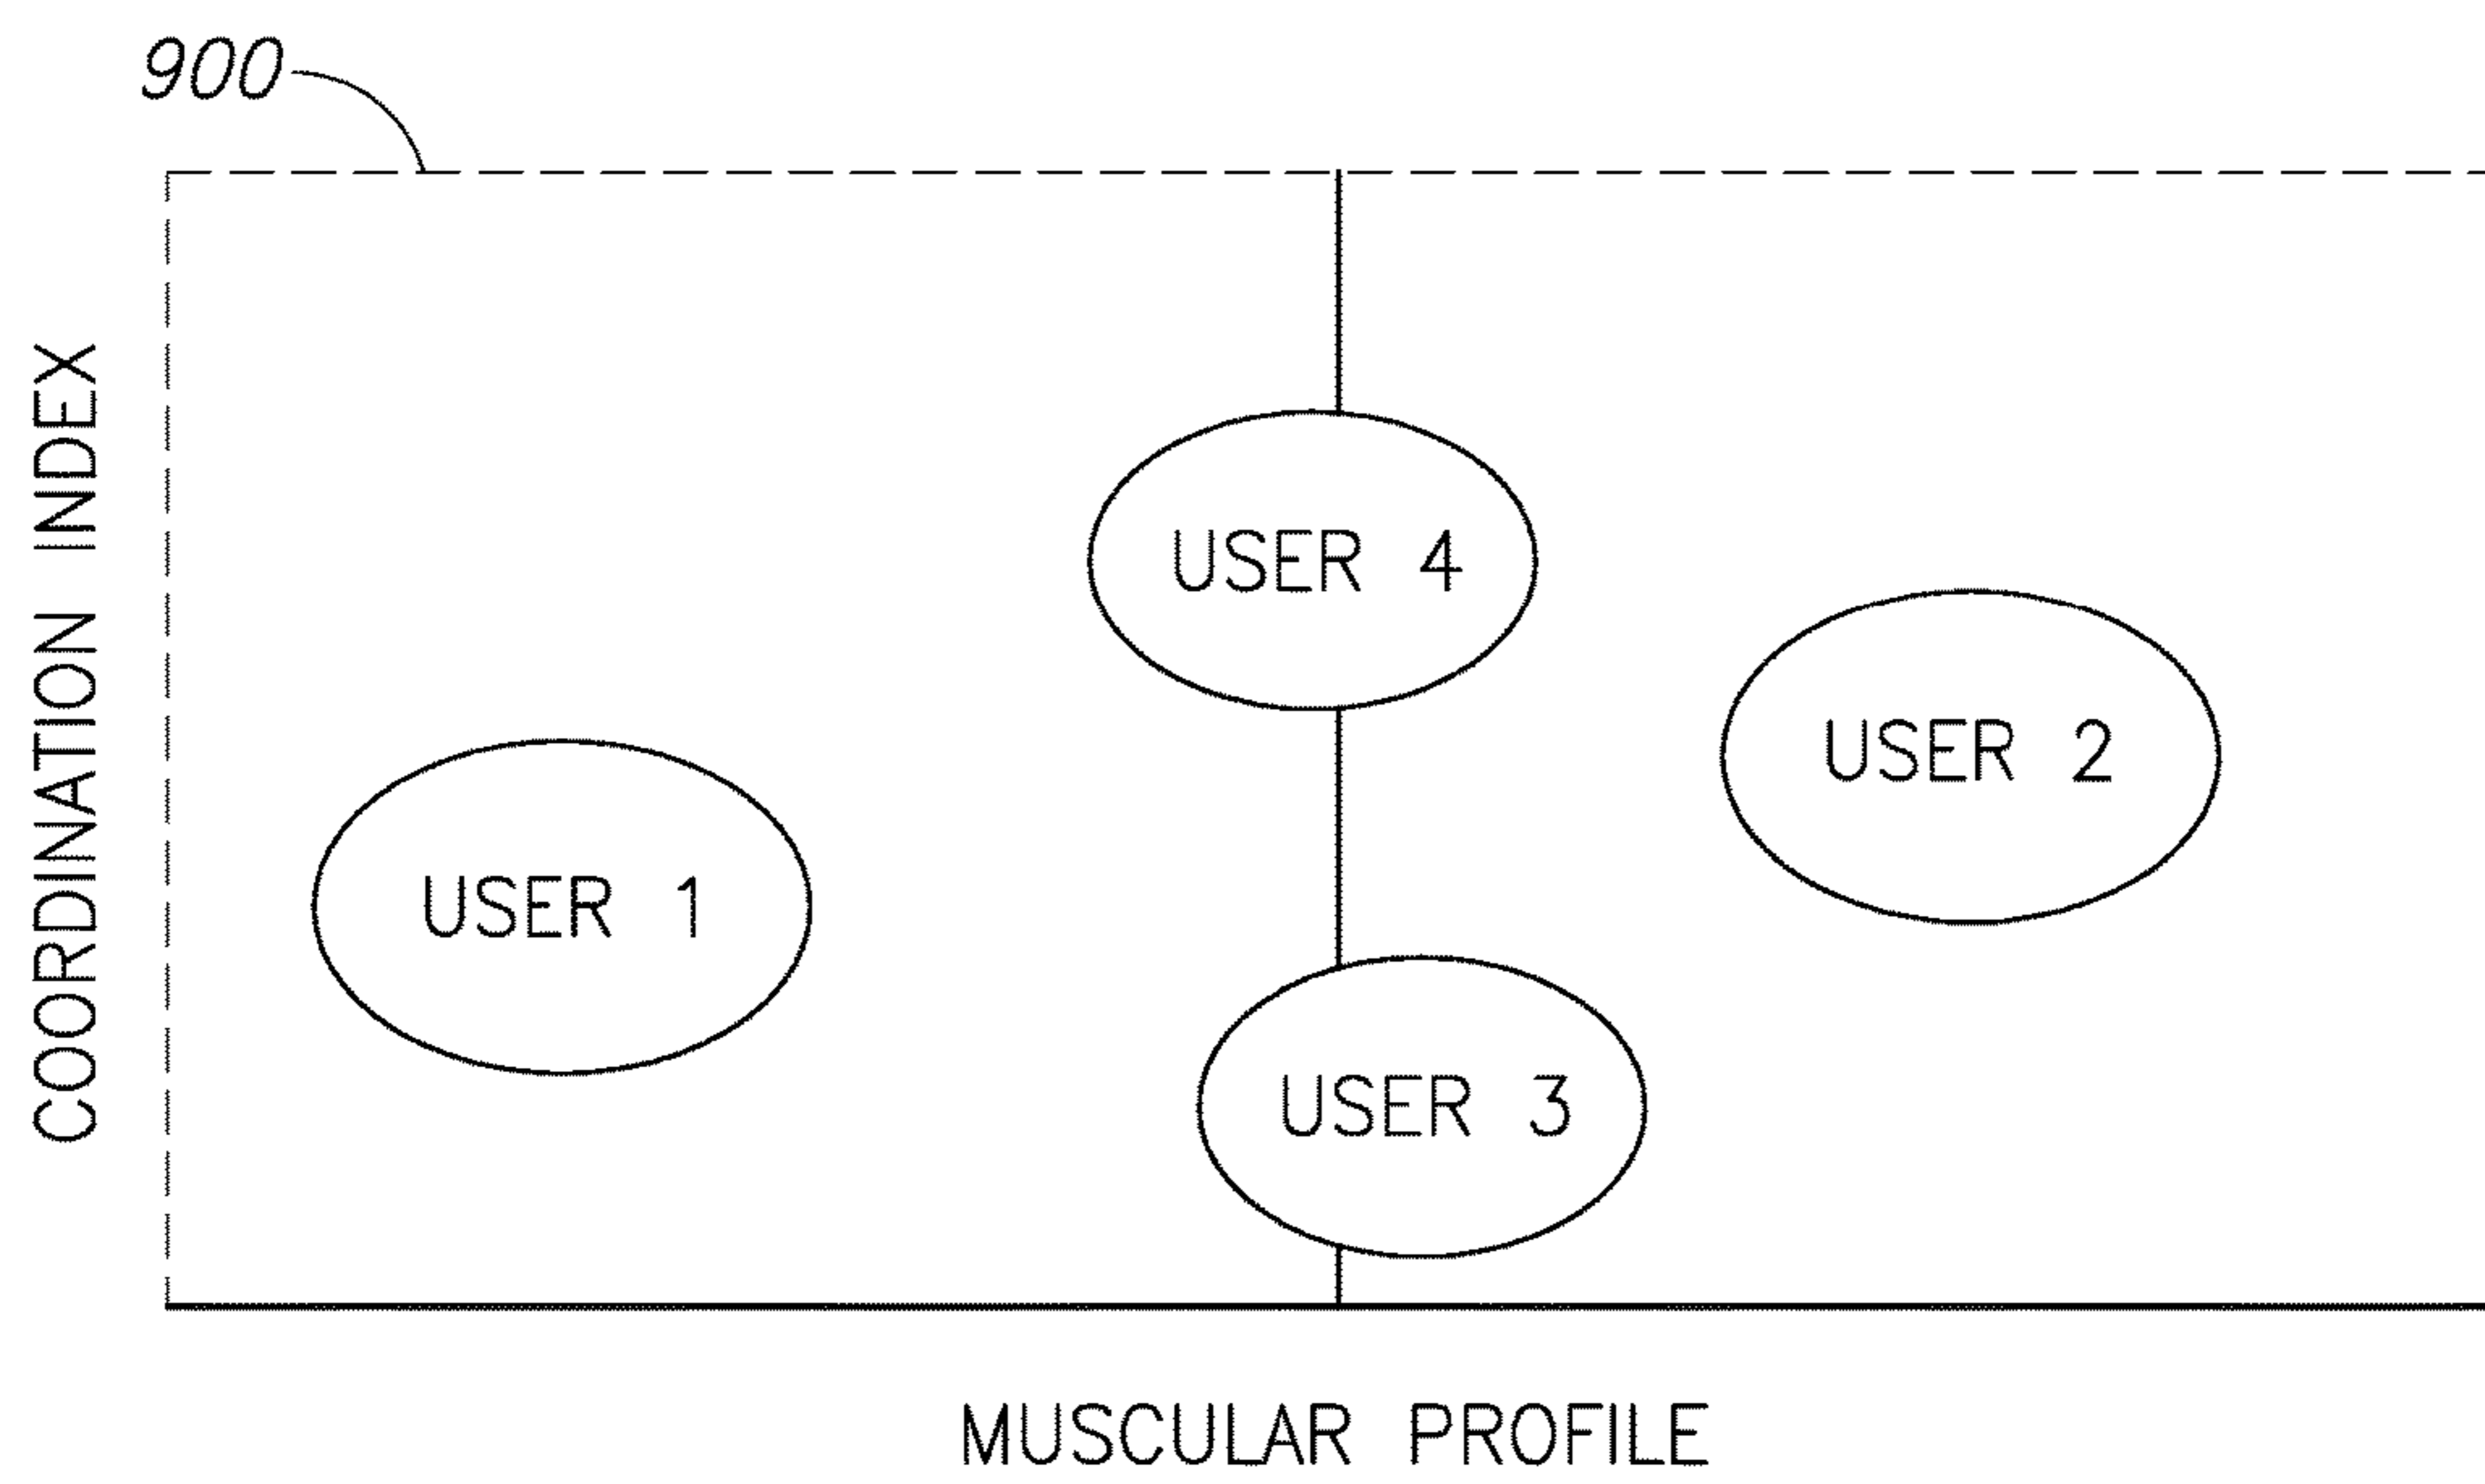 900
COORDINATION INDEX
USER 4
USER 2
USER 1
USER 3
MUSCULAR PROFILE